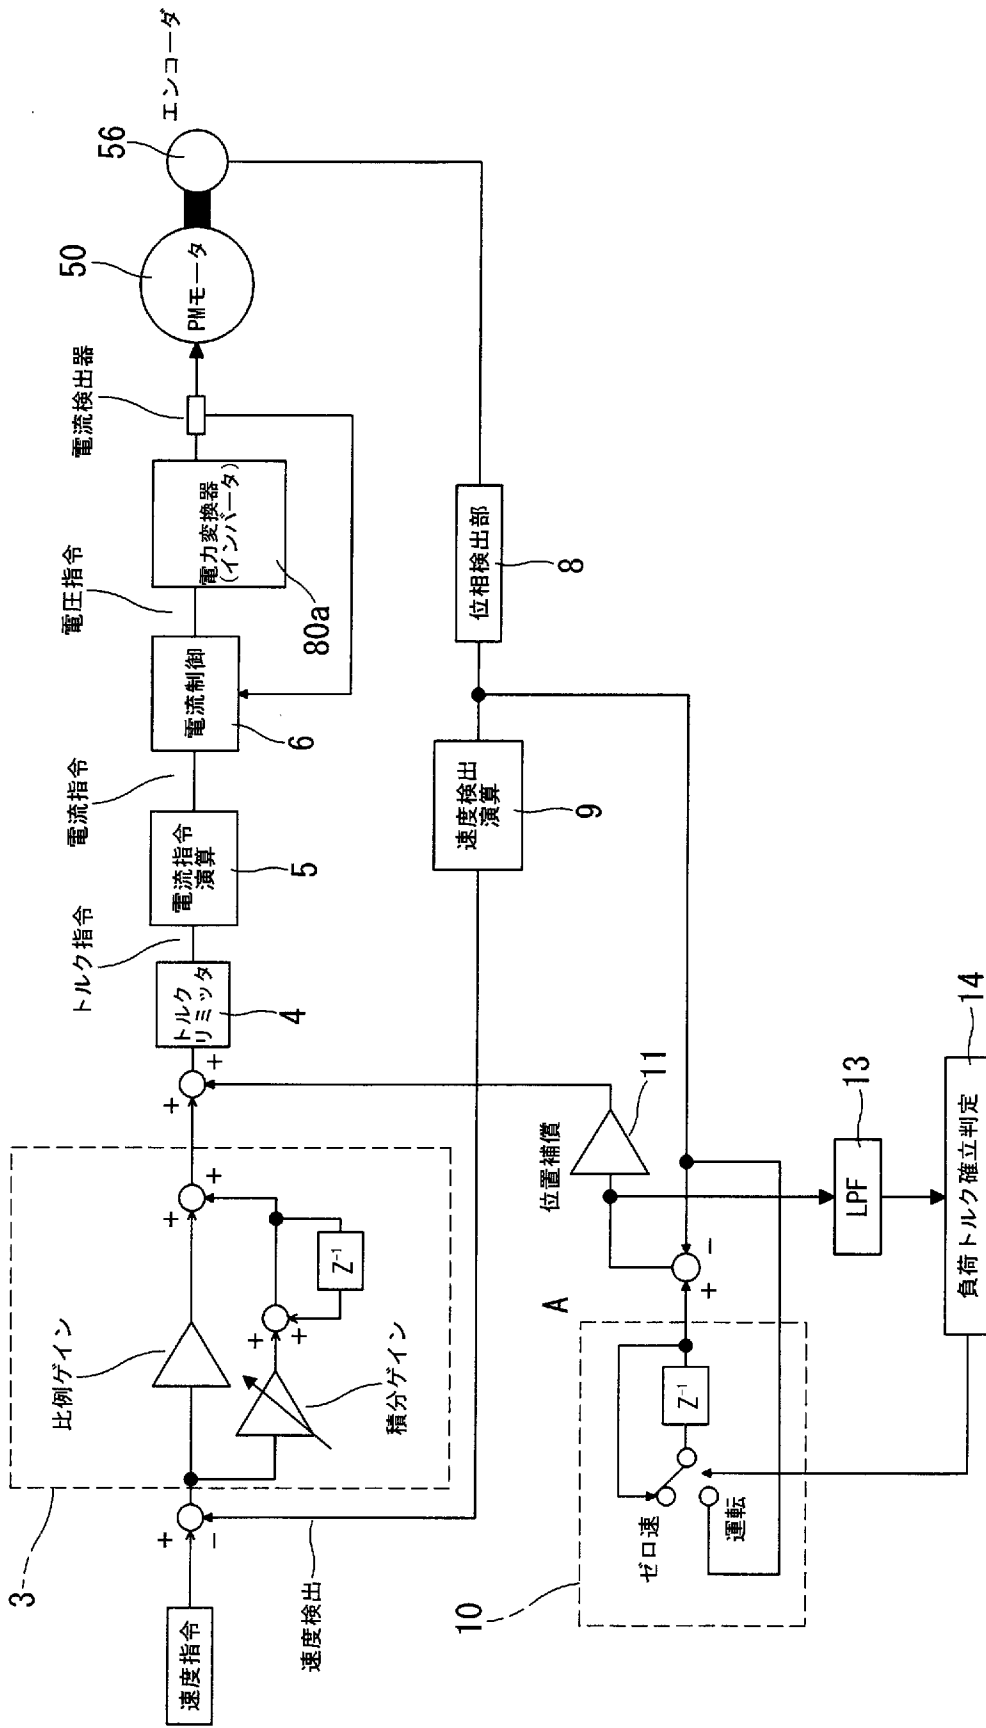 3
速度指令
+
−
速度検出
比例ゲイン
積分ゲイン
+
+
Z⁻¹
+
+
+
+
トルク
リミッタ
4
トルク指令
電流指令
演算
5
電流指令
電流制御
6
電圧指令
電力変換器
(インバータ)
80a
電流検出器
50
PMモータ
56
エンコーダ
速度検出
演算
9
位相検出部
8
10
ゼロ速
運転
Z⁻¹
A
+
−
位置補償
11
LPF
13
負荷トルク確立判定
14